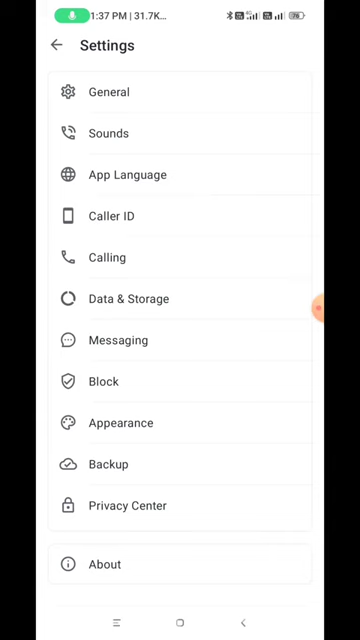 1:37 PM | 31.7K...
Settings
General
Sounds
App Language
Caller ID
Calling
Data & Storage
Messaging
Block
Appearance
Backup
Privacy Center
About